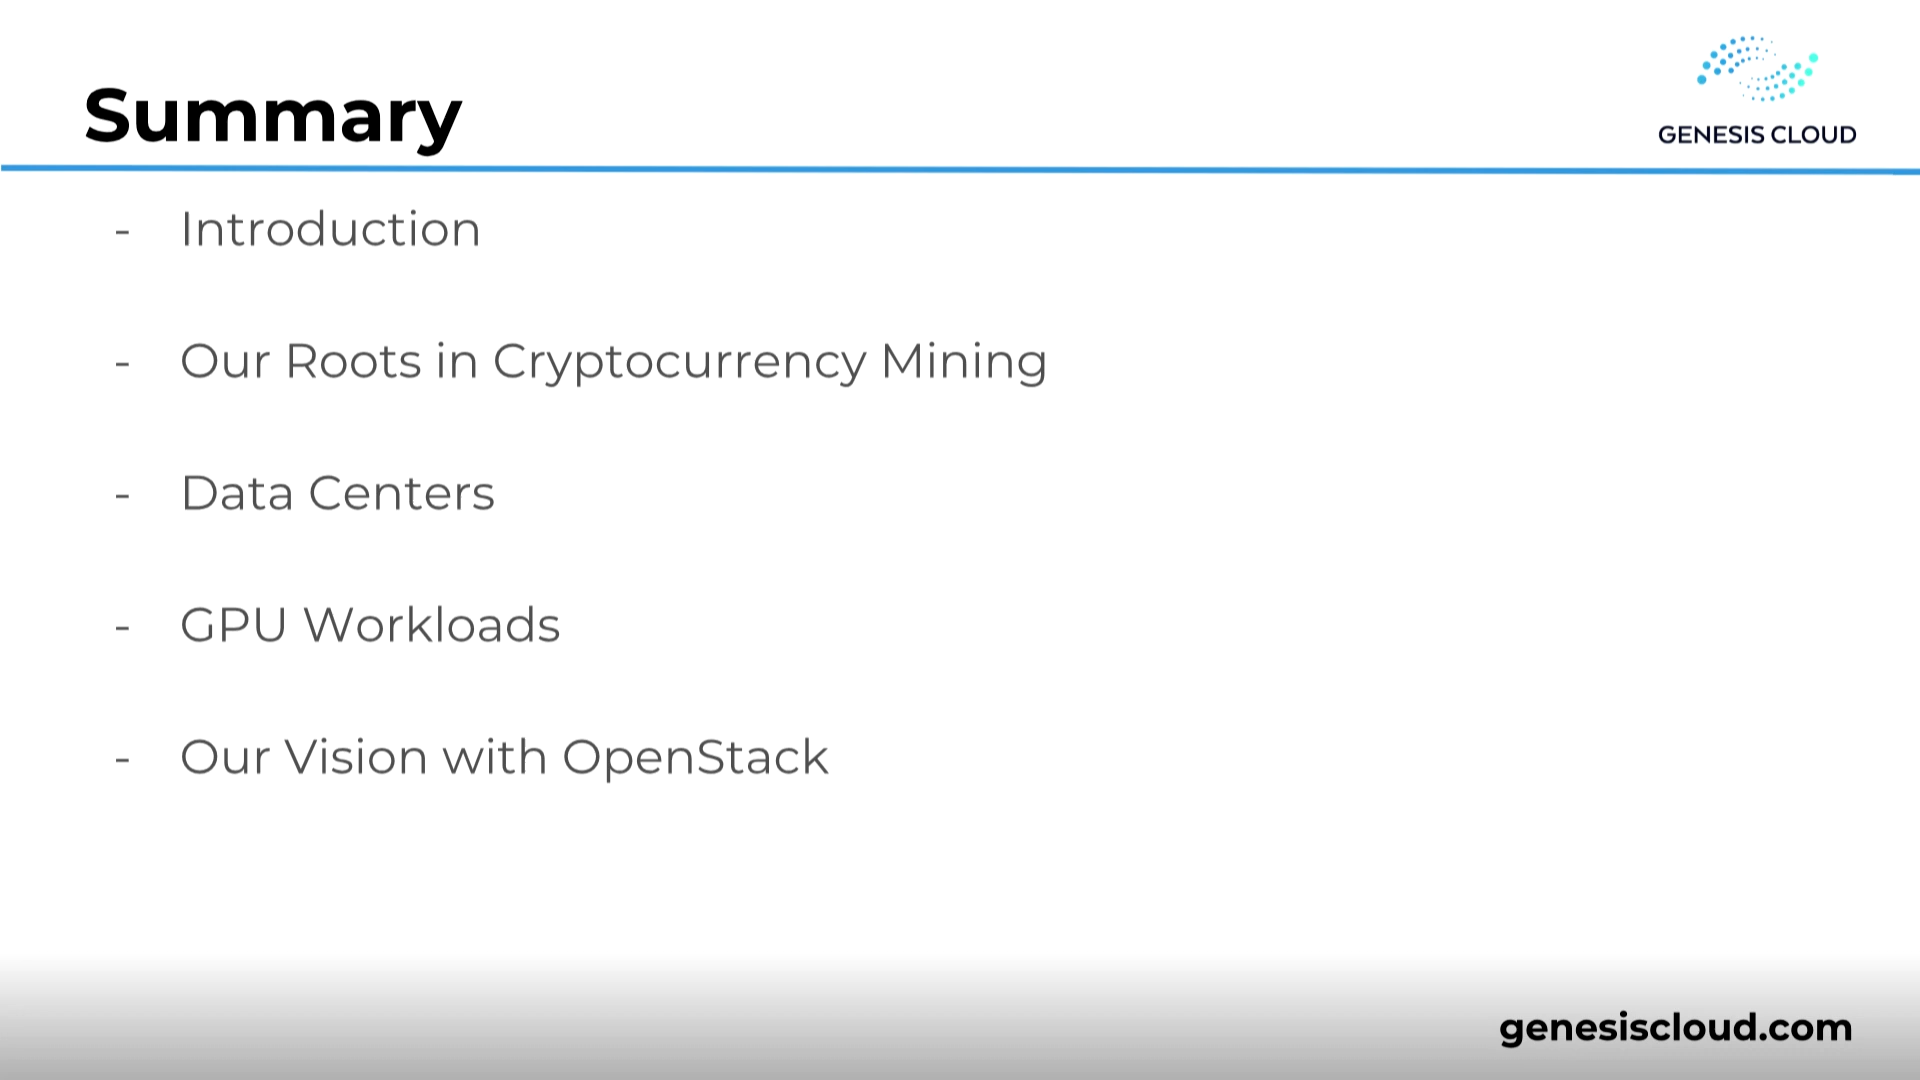 Summary
GENESIS CLOUD
- Introduction
- Our Roots in Cryptocurrency Mining
- Data Centers
- GPU Workloads
- Our Vision with OpenStack
genesiscloud.com